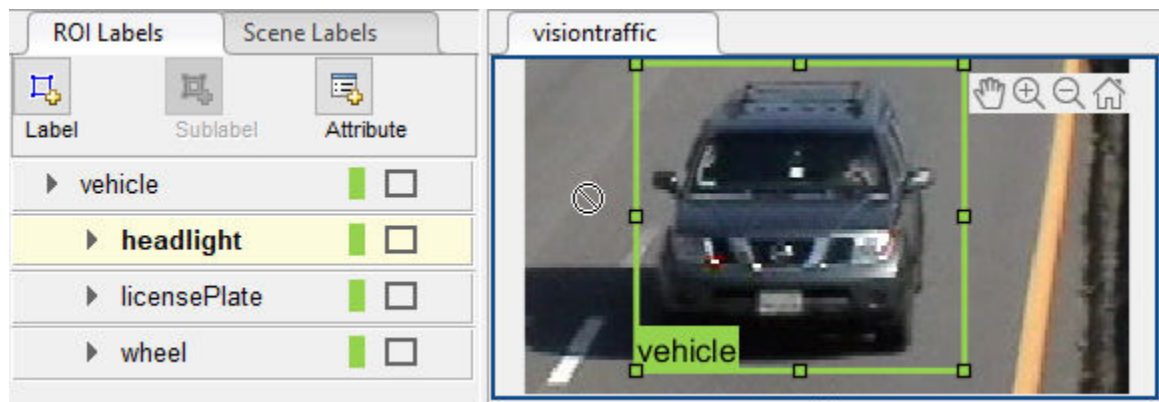 ROI Labels
Scene Labels
Label
Sublabel
Attribute
vehicle
headlight
licensePlate
wheel
visiontraffic
vehicle